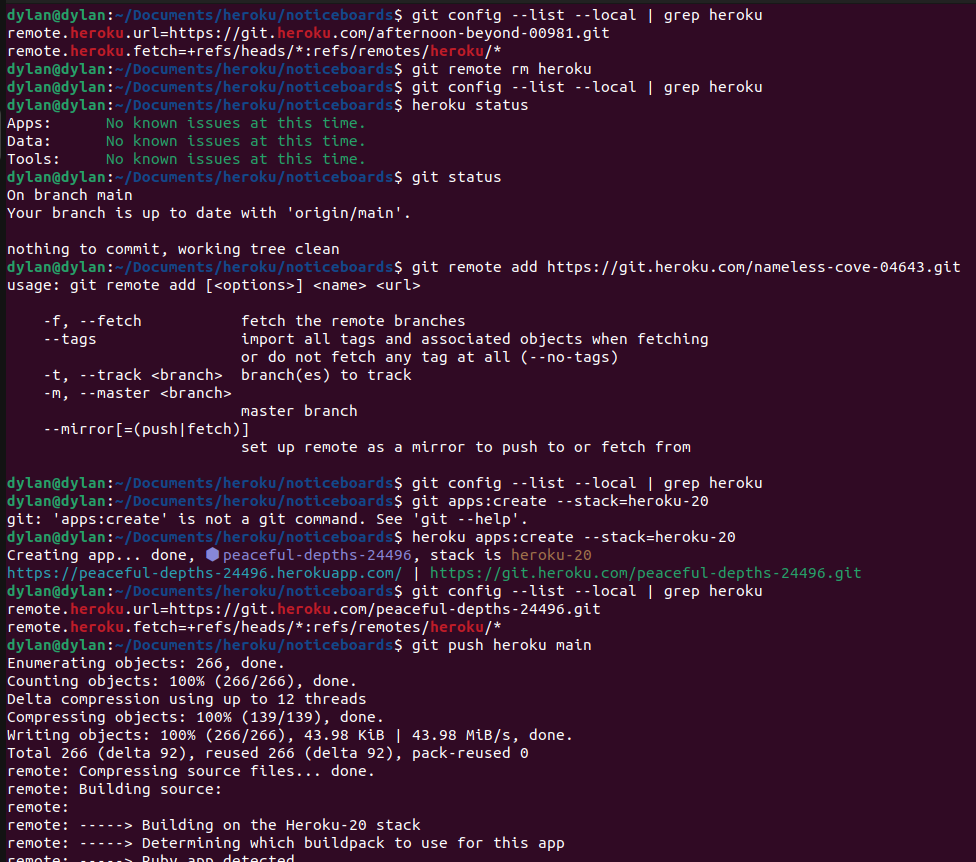 dylan@dylan:~/Documents/heroku/noticeboards$ git config --list --local | grep heroku
remote.heroku.url=https://git.heroku.com/afternoon-beyond-00981.git
remote.heroku.fetch=+refs/heads/*:refs/remotes/heroku/*
dylan@dylan:~/Documents/heroku/noticeboards$ git remote rm heroku
dylan@dylan:~/Documents/heroku/noticeboards$ git config --list --local | grep heroku
dylan@dylan:~/Documents/heroku/noticeboards$ heroku status
Apps:      No known issues at this time.
Data:      No known issues at this time.
Tools:     No known issues at this time.
dylan@dylan:~/Documents/heroku/noticeboards$ git status
On branch main
Your branch is up to date with 'origin/main'.

nothing to commit, working tree clean
dylan@dylan:~/Documents/heroku/noticeboards$ git remote add https://git.heroku.com/nameless-cove-04643.git
usage: git remote add [<options>] <name> <url>

    -f, --fetch           fetch the remote branches
    --tags                import all tags and associated objects when fetching
                          or do not fetch any tag at all (--no-tags)
    -t, --track <branch>  branch(es) to track
    -m, --master <branch>
                          master branch
    --mirror[=(push|fetch)]
                          set up remote as a mirror to push to or fetch from

dylan@dylan:~/Documents/heroku/noticeboards$ git config --list --local | grep heroku
dylan@dylan:~/Documents/heroku/noticeboards$ git apps:create --stack=heroku-20
git: 'apps:create' is not a git command. See 'git --help'.
dylan@dylan:~/Documents/heroku/noticeboards$ heroku apps:create --stack=heroku-20
Creating app... done, ⬢ peaceful-depths-24496, stack is heroku-20
https://peaceful-depths-24496.herokuapp.com/ | https://git.heroku.com/peaceful-depths-24496.git
dylan@dylan:~/Documents/heroku/noticeboards$ git config --list --local | grep heroku
remote.heroku.url=https://git.heroku.com/peaceful-depths-24496.git
remote.heroku.fetch=+refs/heads/*:refs/remotes/heroku/*
dylan@dylan:~/Documents/heroku/noticeboards$ git push heroku main
Enumerating objects: 266, done.
Counting objects: 100% (266/266), done.
Delta compression using up to 12 threads
Compressing objects: 100% (139/139), done.
Writing objects: 100% (266/266), 43.98 KiB | 43.98 MiB/s, done.
Total 266 (delta 92), reused 266 (delta 92), pack-reused 0
remote: Compressing source files... done.
remote: Building source:
remote:
remote: -----> Building on the Heroku-20 stack
remote: -----> Determining which buildpack to use for this app
remote: -----> Ruby app detected